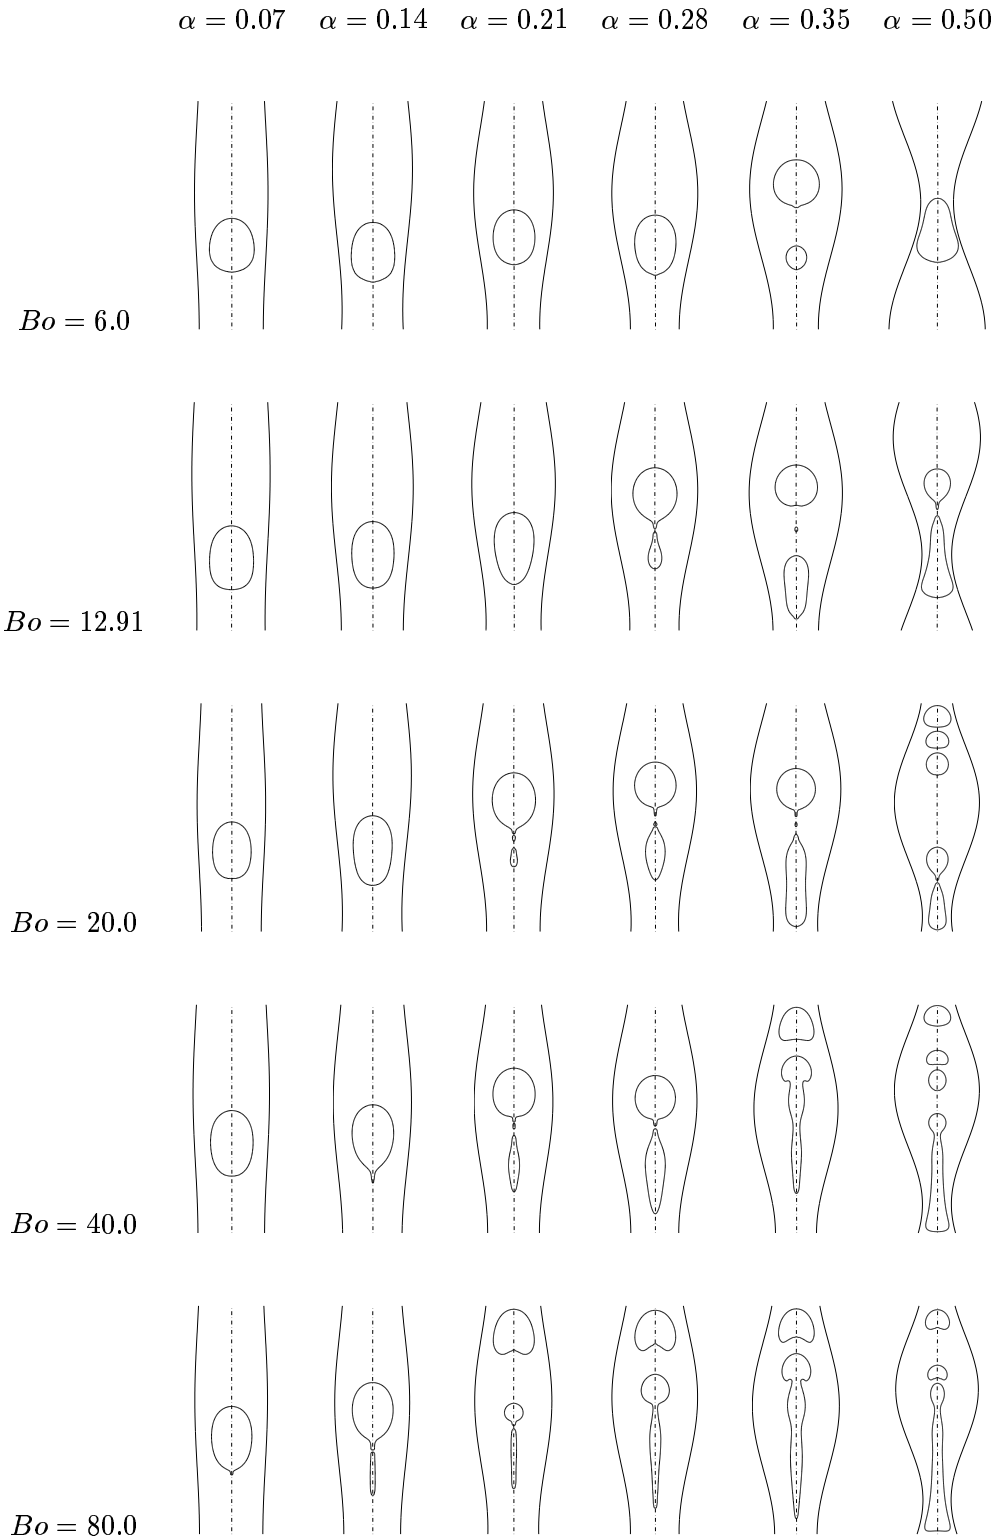 α = 0.07 α = 0.14 α = 0.21 α = 0.28 α = 0.35 α = 0.50
Bo = 6.0
Bo = 12.91
Bo = 20.0
Bo = 40.0
Bo = 80.0